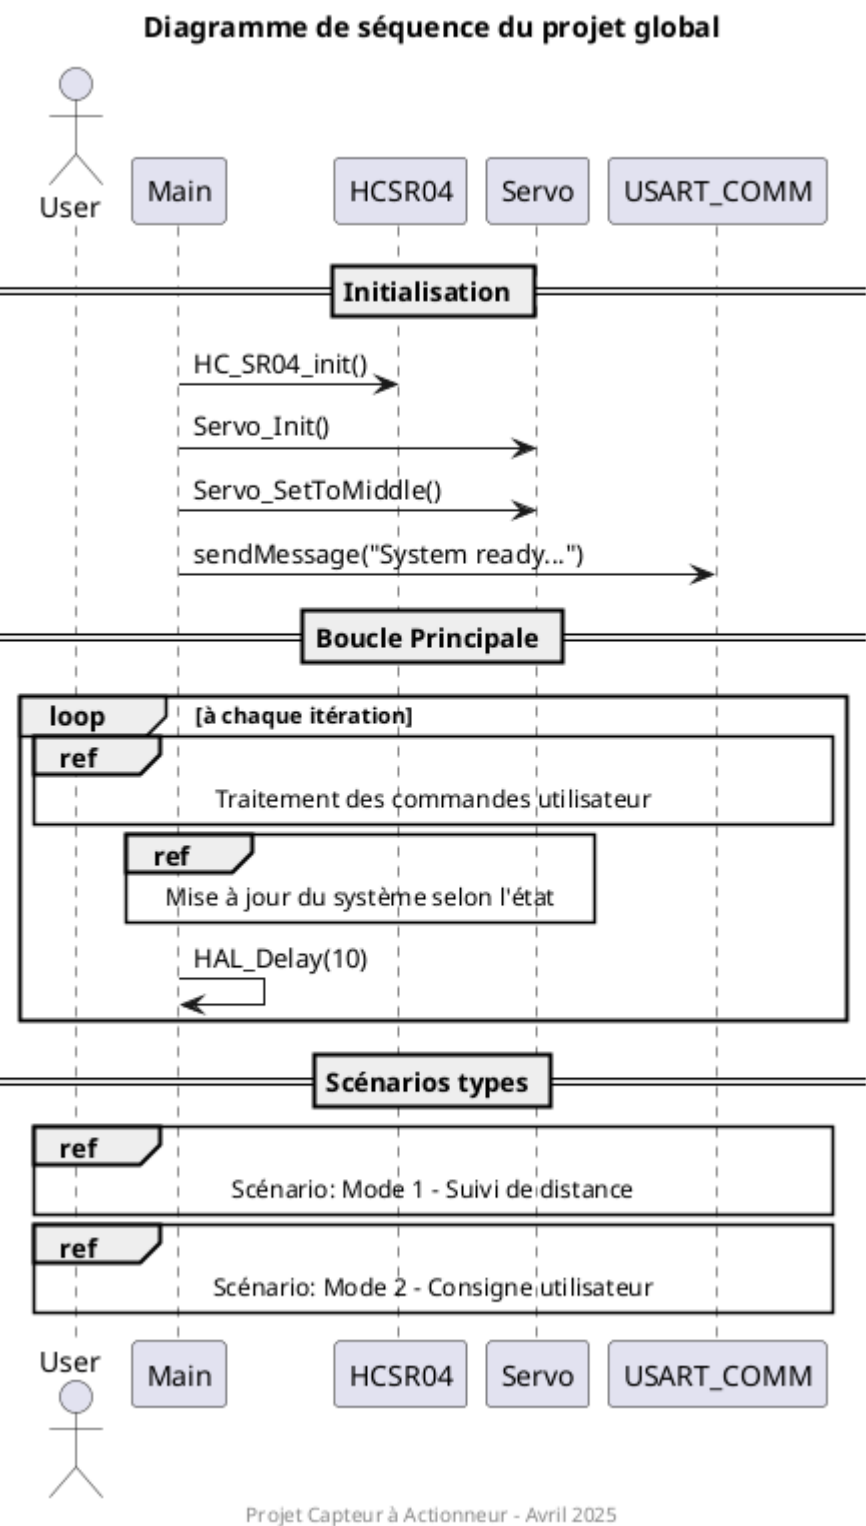 Diagramme de séquence du projet global
User
Main
HCSR04
Servo
USART_COMM
Initialisation
HC_SR04_init()
Servo_Init()
Servo_SetToMiddle()
sendMessage("System ready...")
Boucle Principale
loop [à chaque itération]
ref
Traitement des commandes utilisateur
ref
Mise à jour du système selon l'état
HAL_Delay(10)
Scénarios types
ref
Scénario: Mode 1 - Suivi de distance
ref
Scénario: Mode 2 - Consigne utilisateur
User
Main
HCSR04
Servo
USART_COMM
Projet Capteur à Actionneur - Avril 2025